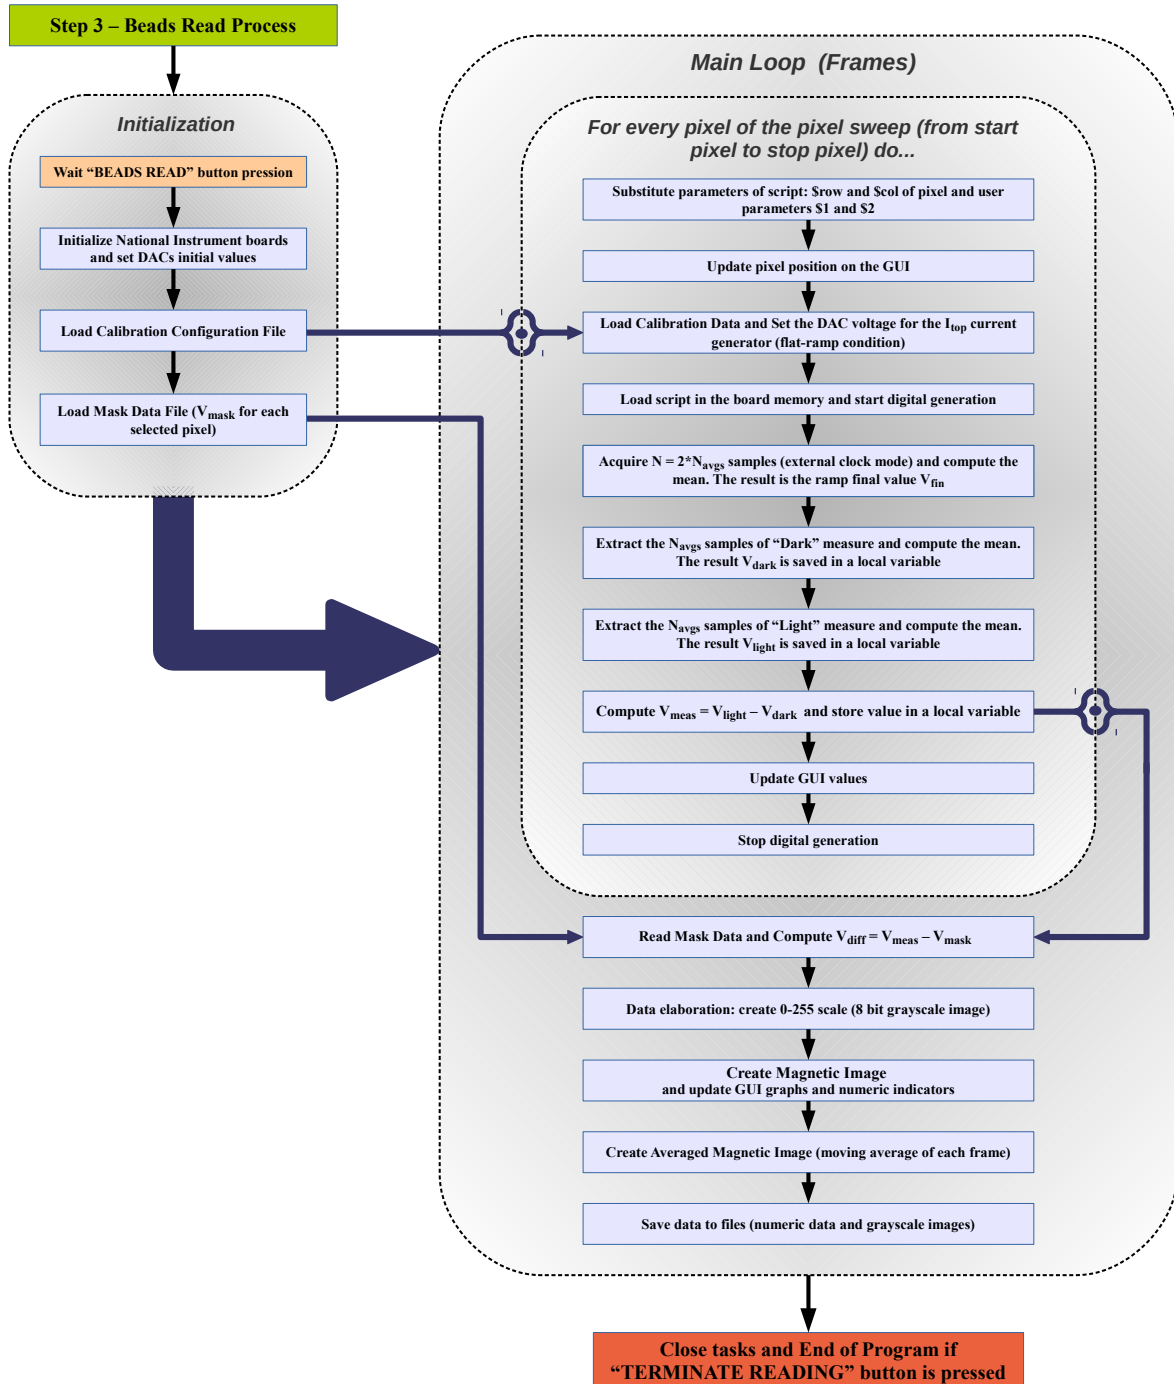 Step 3 – Beads Read Process
Initialization
Wait “BEADS READ” button pression
Initialize National Instrument boards
and set DACs initial values
Load Calibration Configuration File
Load Mask Data File (Vmask for each
selected pixel)
Main Loop (Frames)
For every pixel of the pixel sweep (from start
pixel to stop pixel) do...
Substitute parameters of script: $row and $col of pixel and user
parameters $1 and $2
Update pixel position on the GUI
Load Calibration Data and Set the DAC voltage for the Itop current
generator (flat-ramp condition)
Load script in the board memory and start digital generation
Acquire N = 2*Navgs samples (external clock mode) and compute the
mean. The result is the ramp final value Vfin
Extract the Navgs samples of “Dark” measure and compute the mean.
The result Vdark is saved in a local variable
Extract the Navgs samples of “Light” measure and compute the mean.
The result Vlight is saved in a local variable
Compute Vmeas = Vlight – Vdark and store value in a local variable
Update GUI values
Stop digital generation
Read Mask Data and Compute Vdiff = Vmeas – Vmask
Data elaboration: create 0-255 scale (8 bit grayscale image)
Create Magnetic Image
and update GUI graphs and numeric indicators
Create Averaged Magnetic Image (moving average of each frame)
Save data to files (numeric data and grayscale images)
Close tasks and End of Program if
“TERMINATE READING” button is pressed